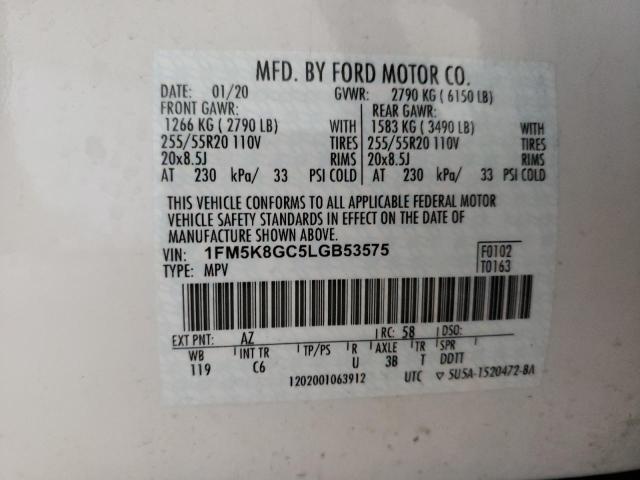 MFD. BY FORD MOTOR CO.
DATE: 01/20 GVWR: 2790 KG ( 6150 LB)
FRONT GAWR: REAR GAWR:
1266 KG ( 2790 LB) WITH 1583 KG ( 3490 LB) WITH
255/55R20 110V TIRES 255/55R20 110V TIRES
20x8.5J RIMS 20x8.5J RIMS
AT 230 kPa/ 33 PSI COLD AT 230 kPa/ 33 PSI COLD
THIS VEHICLE CONFORMS TO ALL APPLICABLE FEDERAL MOTOR
VEHICLE SAFETY STANDARDS IN EFFECT ON THE DATE OF
MANUFACTURE SHOWN ABOVE.
VIN: 1FM5K8GC5LGB53575 F0102
TYPE: MPV T0163
EXT PNT: AZ RC: 58 DSO:
WB INT TR TP/PS R AXLE TR SPR
119 C6 U 3B T DDTT
1202001063912 UTC ▽ 5U5A-1520472-BA